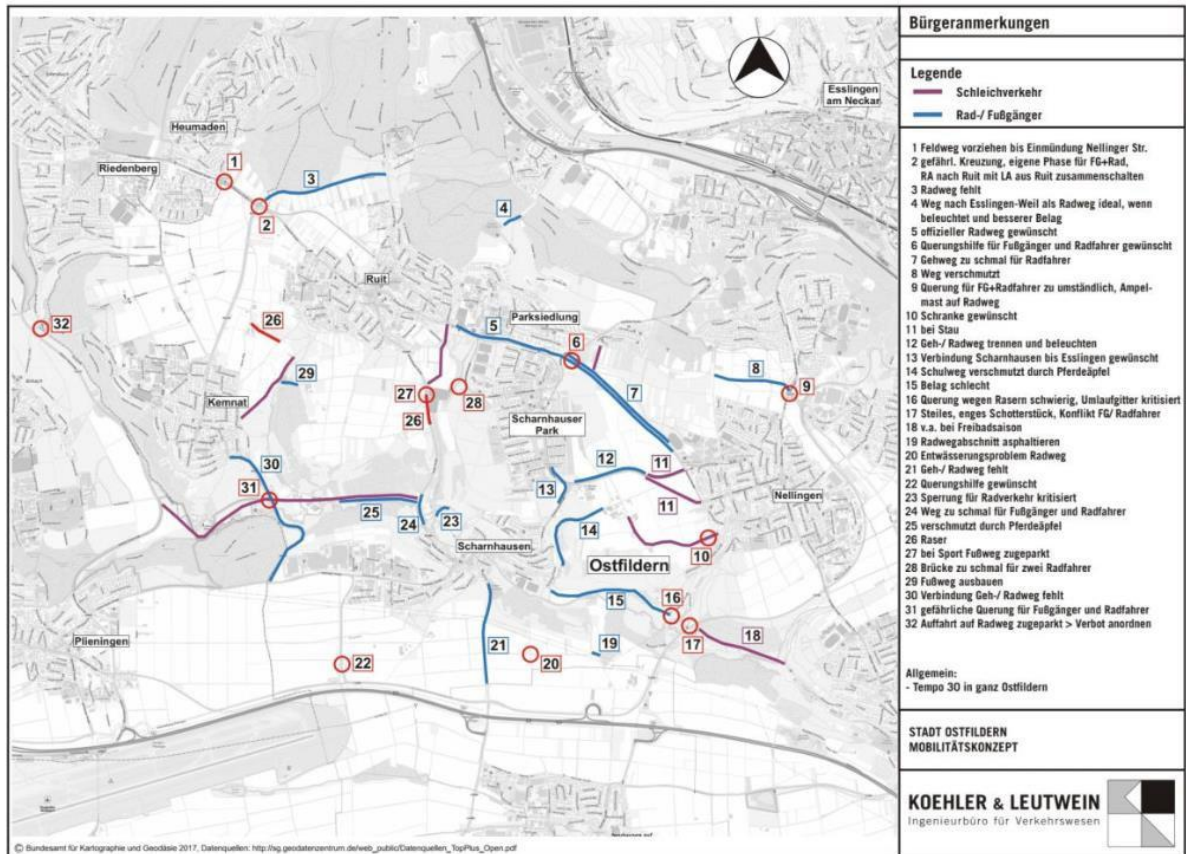 Bürgeranmerkungen
Legende
Schleichverkehr
Rad-/ Fußgänger
1 Feldweg vorziehen bis Einmündung Nellinger Str.
2 gefährl. Kreuzung, eigene Phase für FG+Rad,
RA nach Ruit mit LA aus Ruit zusammenschalten
3 Radweg fehlt
4 Weg nach Esslingen-Weil als Radweg ideal, wenn
beleuchtet und besserer Belag
5 offizieller Radweg gewünscht
6 Querungshilfe für Fußgänger und Radfahrer gewünscht
7 Gehweg zu schmal für Radfahrer
8 Weg verschmutzt
9 Querung für FG+Radfahrer zu umständlich, Ampel-
mast auf Radweg
10 Schranke gewünscht
11 bei Stau
12 Geh-/ Radweg trennen und beleuchten
13 Verbindung Scharnhausen bis Esslingen gewünscht
14 Schulweg verschmutzt durch Pferdeäpfel
15 Belag schlecht
16 Querung wegen Rasern schwierig, Umlaufgitter kritisiert
17 Steiles, enges Schotterstück, Konflikt FG/ Radfahrer
18 v.a. bei Freibadsaison
19 Radwegabschnitt asphaltieren
20 Entwässerungsproblem Radweg
21 Geh-/ Radweg fehlt
22 Querungshilfe gewünscht
23 Sperrung für Radverkehr kritisiert
24 Weg zu schmal für Fußgänger und Radfahrer
25 verschmutzt durch Pferdeäpfel
26 Raser
27 bei Sport Fußweg zugeparkt
28 Brücke zu schmal für zwei Radfahrer
29 Fußweg ausbauen
30 Verbindung Geh-/ Radweg fehlt
31 gefährliche Querung für Fußgänger und Radfahrer
32 Auffahrt auf Radweg zugeparkt > Verbot anordnen
Allgemein:
- Tempo 30 in ganz Ostfildern
STADT OSTFILDERN
MOBILITÄTSKONZEPT
KOEHLER & LEUTWEIN
Ingenieurbüro für Verkehrswesen
Esslingen
am Neckar
Heumaden
Riedenberg
1
3
2
4
Ruit
32
26
5
Parksiedlung
6
29
8
9
27
28
7
Kemnat
26
Scharnhauser
Park
30
12
11
31
13
Nellingen
25
24
23
11
14
10
Scharnhausen
Ostfildern
15
16
17
18
Plieningen
21
19
22
20
© Bundesamt für Kartographie und Geodäsie 2017, Datenquellen: http://sg.geodatenzentrum.de/web_public/Datenquellen_TopPlus_Open.pdf